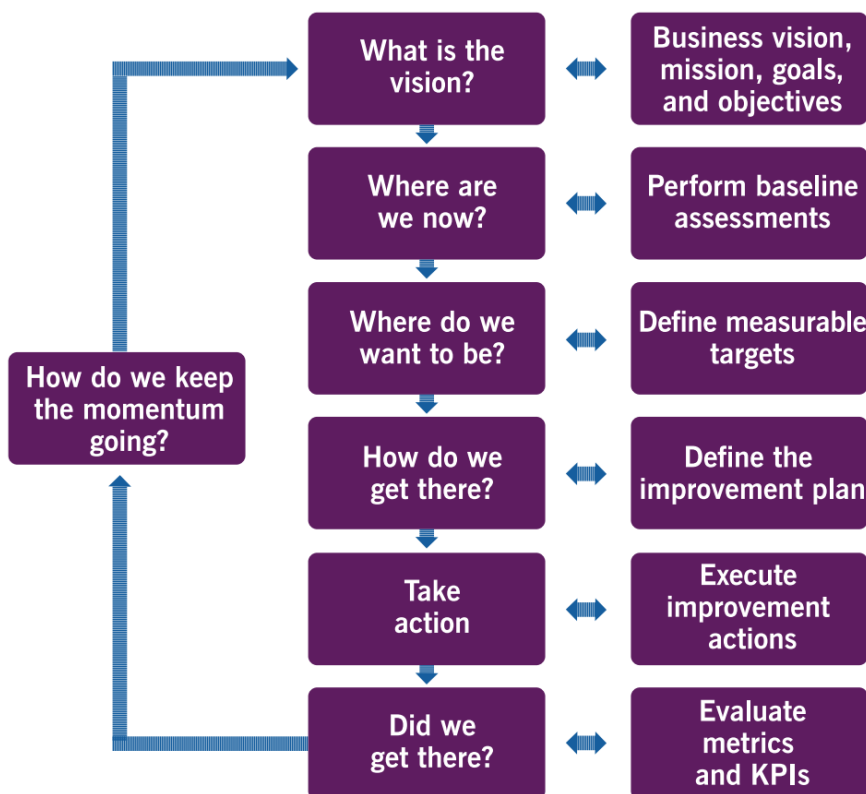 What is the
vision?
Business vision,
mission, goals,
and objectives
Where are
we now?
Perform baseline
assessments
Where do we
want to be?
Define measurable
targets
How do we keep
the momentum
going?
How do we
get there?
Define the
improvement plan
Take
action
Execute
improvement
actions
Did we
get there?
Evaluate
metrics
and KPIs